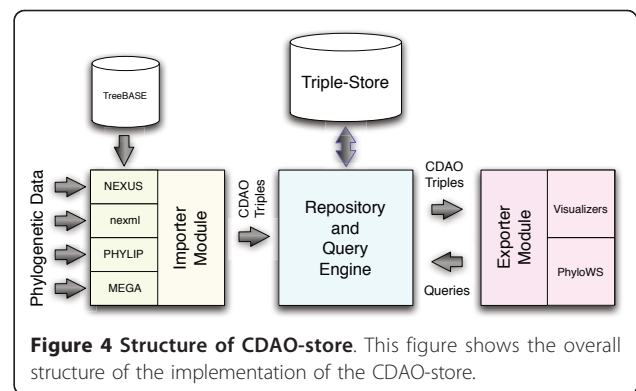 TreeBASE
Triple-Store
Phylogenetic Data
NEXUS
nexml
PHYLIP
MEGA
Importer
Module
CDAO
Triples
Repository
and
Query
Engine
CDAO
Triples
Queries
Exporter
Module
Visualizers
PhyloWS
Figure 4 Structure of CDAO-store. This figure shows the overall
structure of the implementation of the CDAO-store.